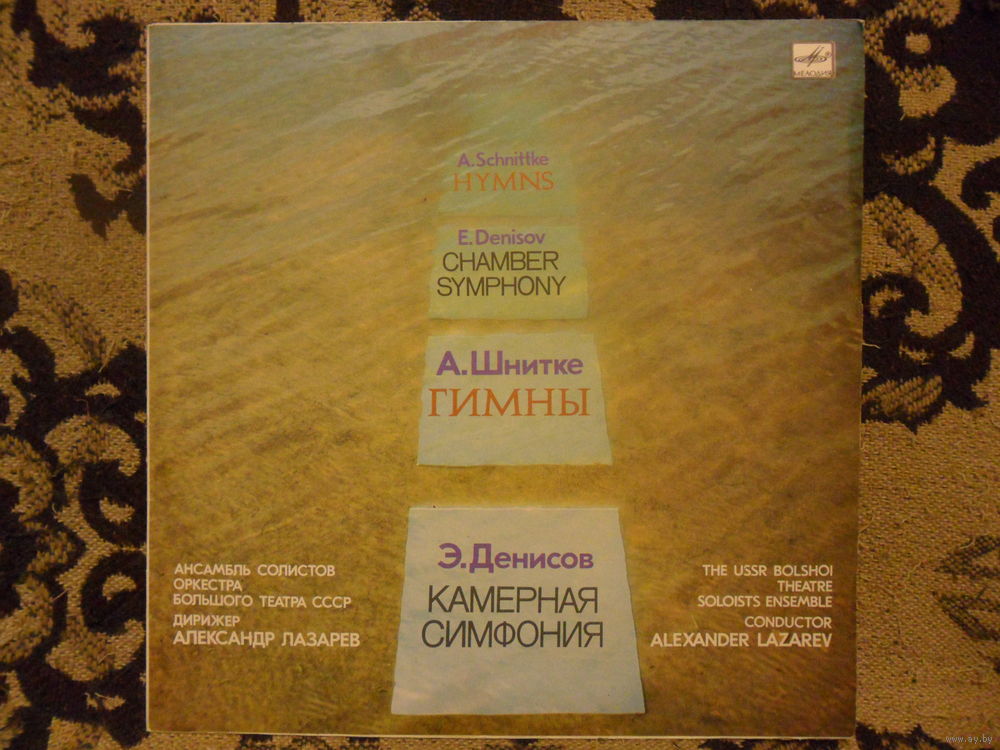 МЕЛОДИЯ
A.Schnittke
HYMNS
E.Denisov
CHAMBER
SYMPHONY
А.Шнитке
ГИМНЫ
Э.Денисов
КАМЕРНАЯ
СИМФОНИЯ
АНСАМБЛЬ СОЛИСТОВ
ОРКЕСТРА
БОЛЬШОГО ТЕАТРА СССР
ДИРИЖЕР
АЛЕКСАНДР ЛАЗАРЕВ
THE USSR BOLSHOI
THEATRE
SOLOISTS ENSEMBLE
CONDUCTOR
ALEXANDER LAZAREV
www.ay.by